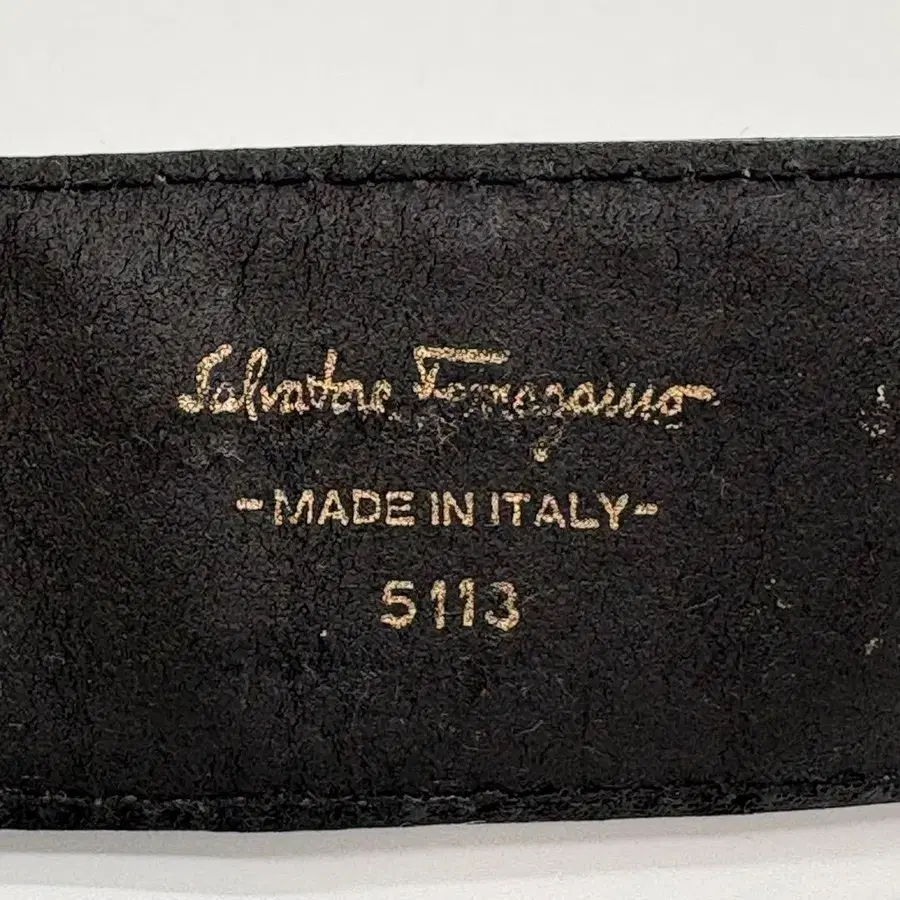 Salvatore Ferragamo
-MADE IN ITALY-
5113